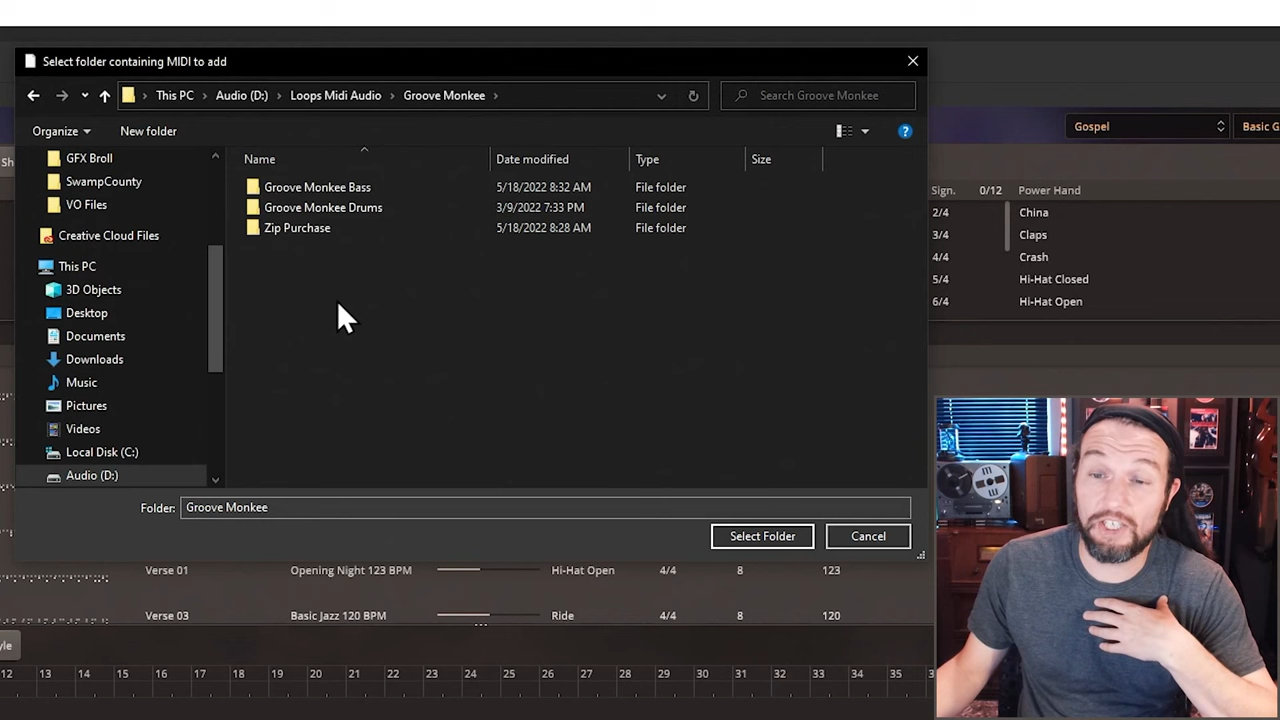 Select folder containing MIDI to add
This PC > Audio (D:) > Loops Midi Audio > Groove Monkee >
Search Groove Monkee
Organize
New folder
GFX Broll
SwampCounty
VO Files
Creative Cloud Files
This PC
3D Objects
Desktop
Documents
Downloads
Music
Pictures
Videos
Local Disk (C:)
Audio (D:)
Name Date modified Type Size
Groove Monkee Bass 5/18/2022 8:32 AM File folder
Groove Monkee Drums 3/9/2022 7:33 PM File folder
Zip Purchase 5/18/2022 8:28 AM File folder
Folder: Groove Monkee
Select Folder Cancel
Sh
Gospel Basic G
Sign. 0/12 Power Hand
2/4 China
3/4 Claps
4/4 Crash
5/4 Hi-Hat Closed
6/4 Hi-Hat Open
Verse 01 Opening Night 123 BPM Hi-Hat Open 4/4 8 123
Verse 03 Basic Jazz 120 BPM Ride 4/4 8 120
yle
12 13 14 15 16 17 18 19 20 21 22 23 24 25 26 27 28 29 30 31 32 33 34 35